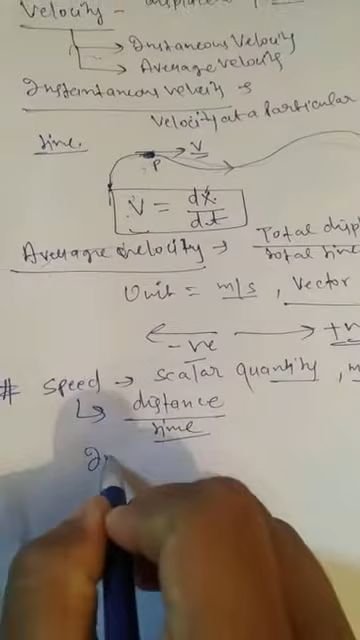 Velocity -
Instaneous Velocity
Average Velocity
Instantaneous velocity
Velocity at a Particular
time.
P V
V = dx/dt
Average velocity → Total disp
total time
Unit = m/s, Vector
-ve +v
# Speed → scalar quantity, m
distance
time